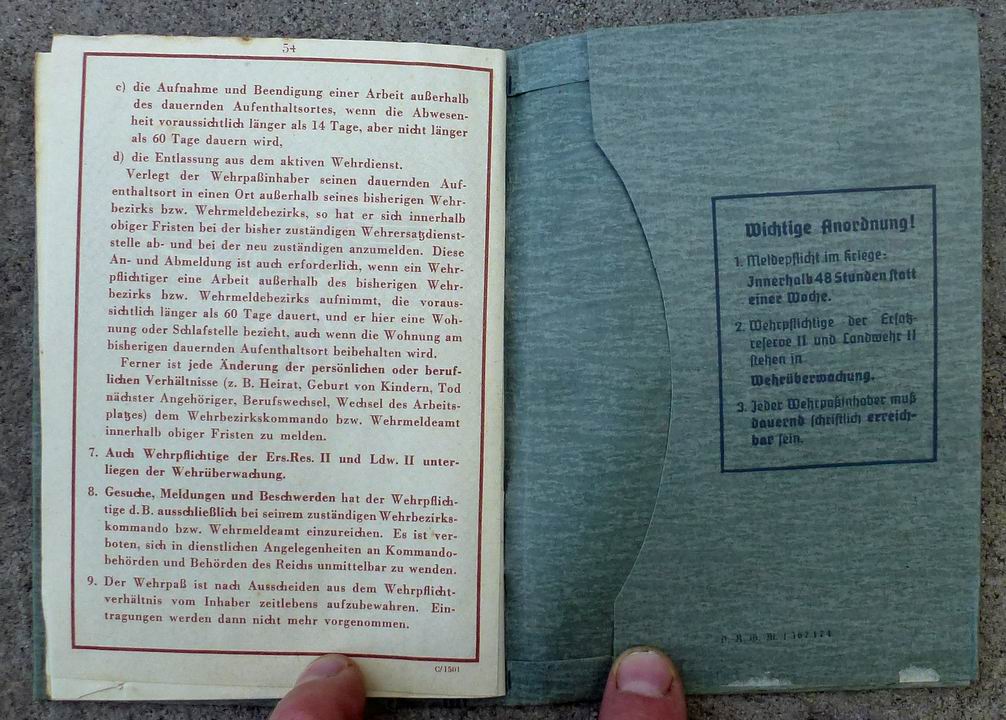 54
c) die Aufnahme und Beendigung einer Arbeit außerhalb
des dauernden Aufenthaltsortes, wenn die Abwesen-
heit voraussichtlich länger als 14 Tage, aber nicht länger
als 60 Tage dauern wird,
d) die Entlassung aus dem aktiven Wehrdienst.
Verlegt der Wehrpaßinhaber seinen dauernden Auf-
enthaltsort in einen Ort außerhalb seines bisherigen Wehr-
bezirks bzw. Wehrmeldebezirks, so hat er sich innerhalb
obiger Fristen bei der bisher zuständigen Wehrersatzdienst-
stelle ab- und bei der neu zuständigen anzumelden. Diese
An- und Abmeldung ist auch erforderlich, wenn ein Wehr-
pflichtiger eine Arbeit außerhalb des bisherigen Wehr-
bezirks bzw. Wehrmeldebezirks aufnimmt, die voraus-
sichtlich länger als 60 Tage dauert, und er hier eine Woh-
nung oder Schlafstelle bezieht, auch wenn die Wohnung am
bisherigen dauernden Aufenthaltsort beibehalten wird.
Ferner ist jede Änderung der persönlichen oder beruf-
lichen Verhältnisse (z. B. Heirat, Geburt von Kindern, Tod
nächster Angehöriger, Berufswechsel, Wechsel des Arbeits-
platzes) dem Wehrbezirkskommando bzw. Wehrmeldeamt
innerhalb obiger Fristen zu melden.
7. Auch Wehrpflichtige der Ers.Res. II und Ldw. II unter-
liegen der Wehrüberwachung.
8. Gesuche, Meldungen und Beschwerden hat der Wehrpflich-
tige d. B. ausschließlich bei seinem zuständigen Wehrbezirks-
kommando bzw. Wehrmeldeamt einzureichen. Es ist ver-
boten, sich in dienstlichen Angelegenheiten an Kommando-
behörden und Behörden des Reichs unmittelbar zu wenden.
9. Der Wehrpaß ist nach Ausscheiden aus dem Wehrpflicht-
verhältnis vom Inhaber zeitlebens aufzubewahren. Ein-
tragungen werden dann nicht mehr vorgenommen.
C/1501
Wichtige Anordnung!
1. Meldepflicht im Kriege:
Innerhalb 48 Stunden statt
einer Woche.
2. Wehrpflichtige der Ersatz-
reserve II und Landwehr II
stehen in
Wehrüberwachung.
3. Jeder Wehrpaßinhaber muß
dauernd schriftlich erreich-
bar sein.